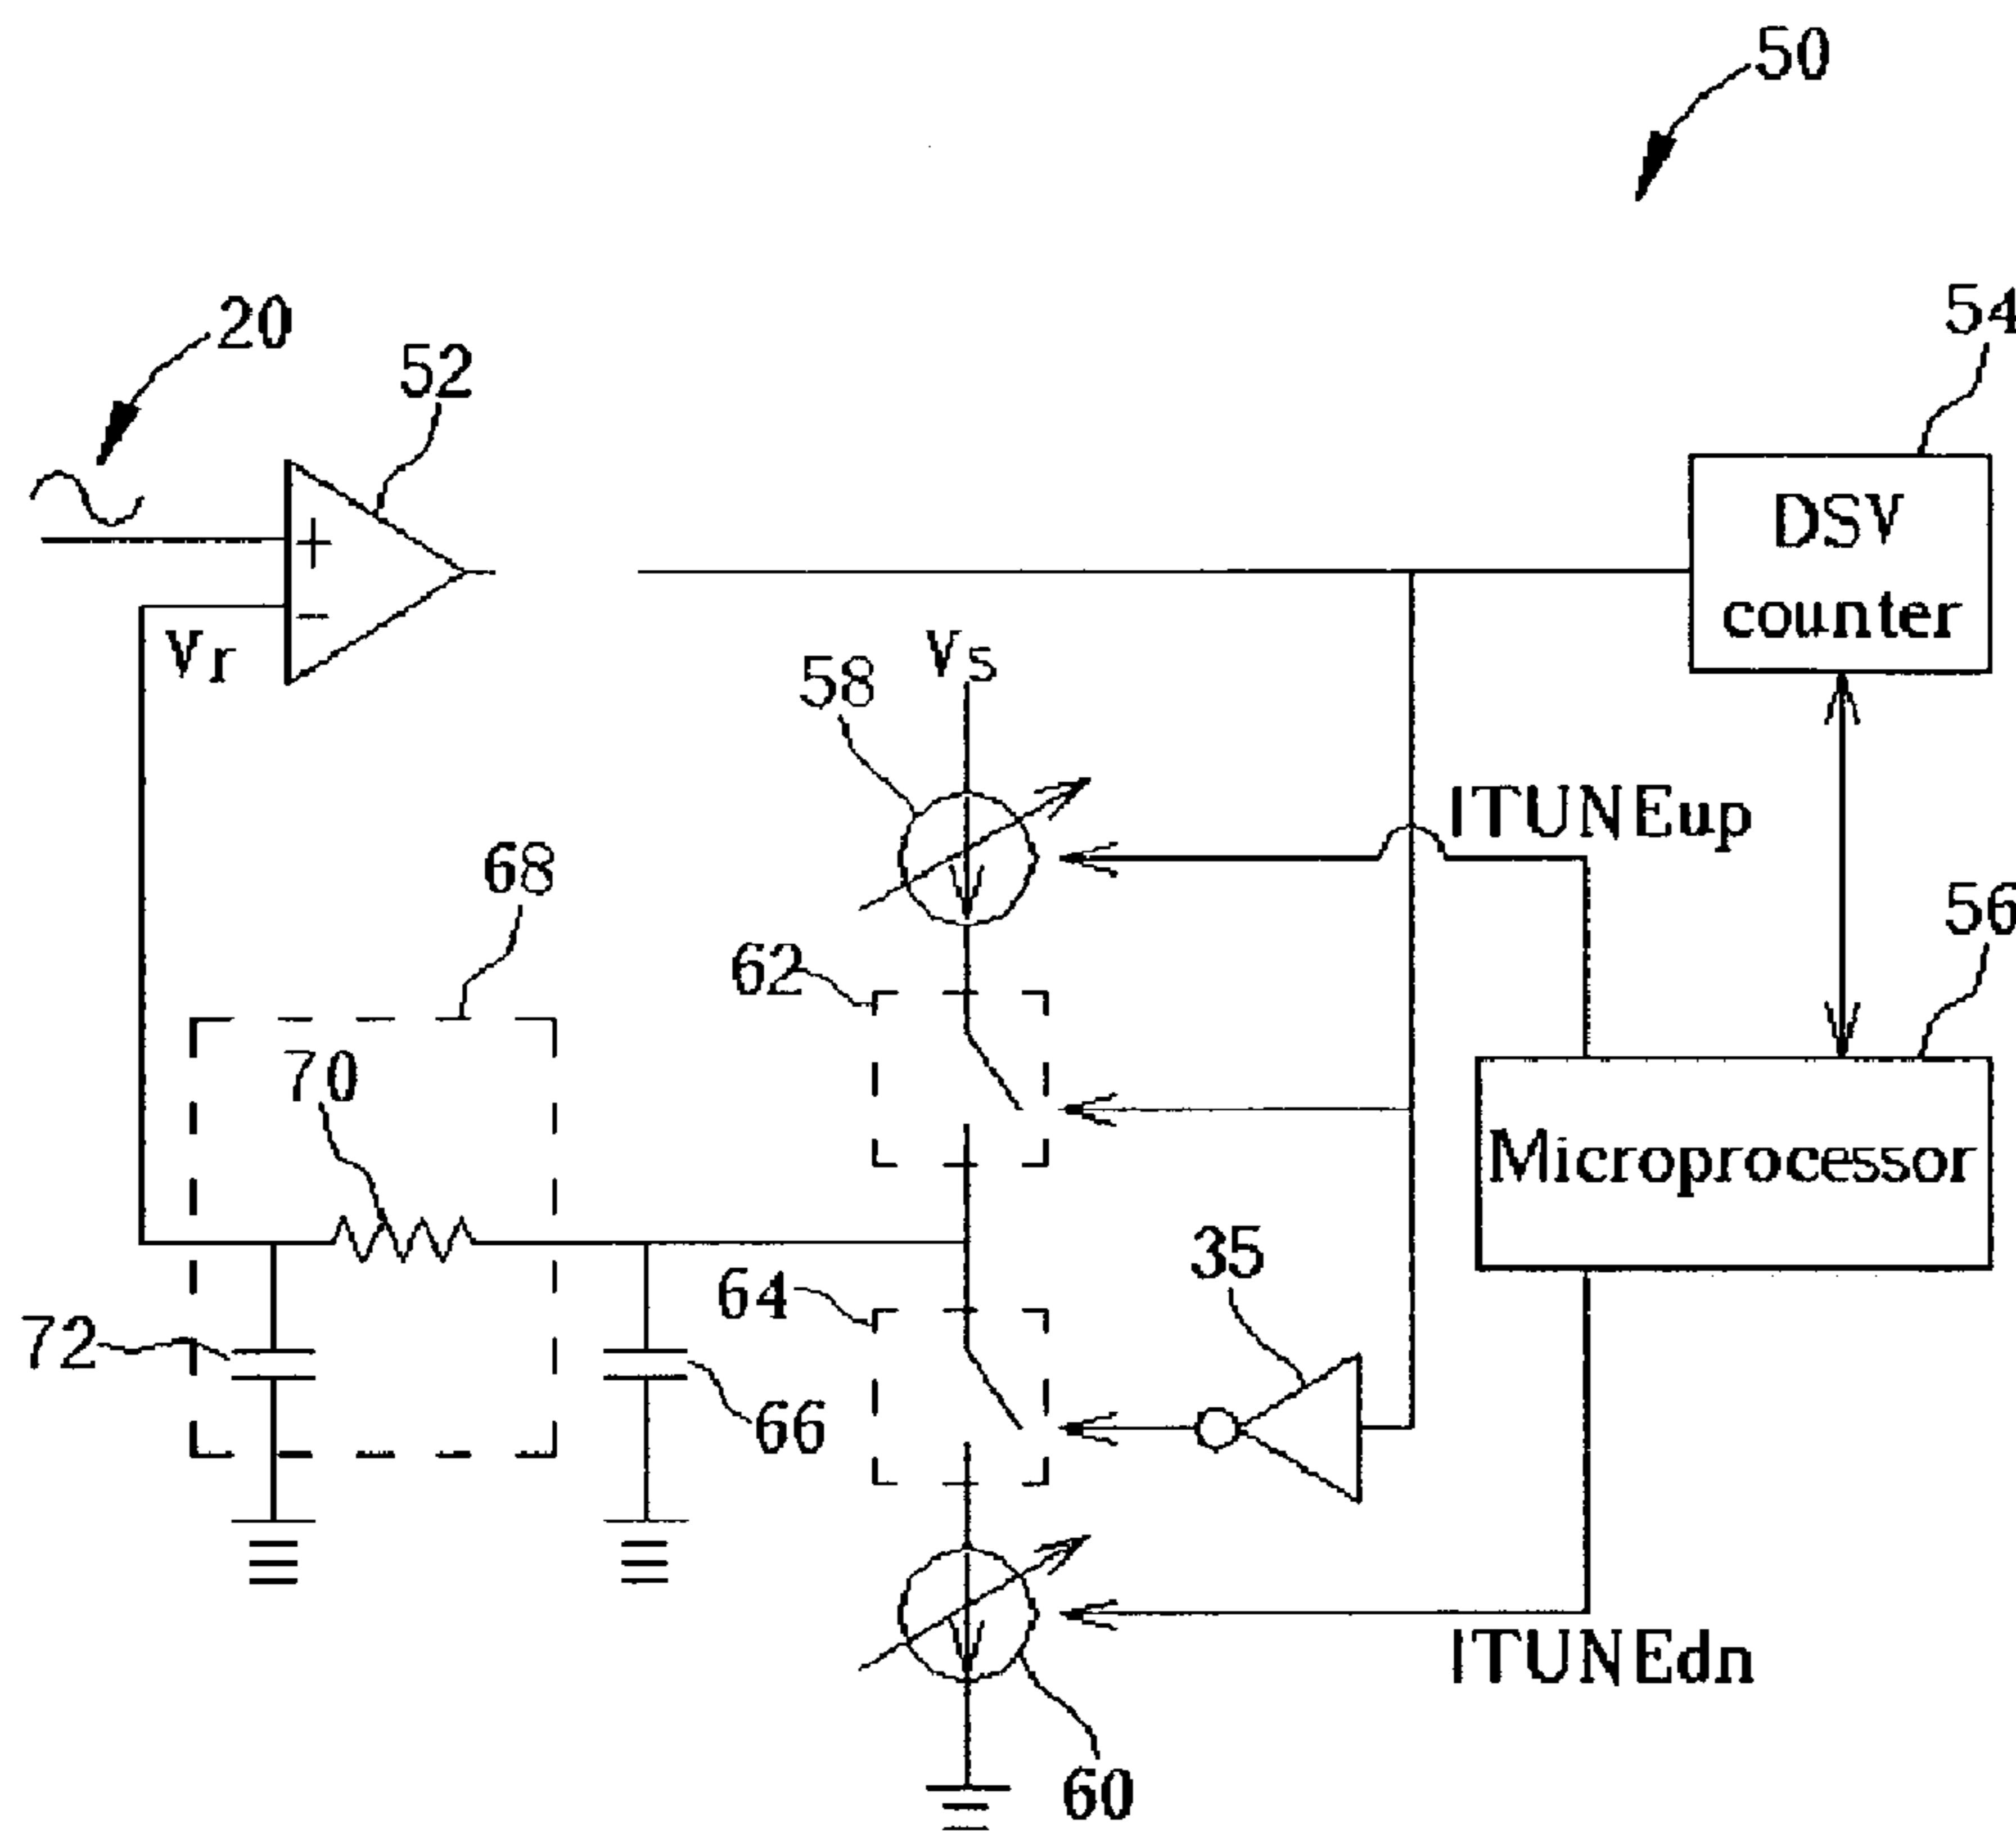 50
20
52
54
DSV
counter
Vr
Vs
58
ITUNEup
68
56
62
70
Microprocessor
35
64
72
66
ITUNEdn
60
+
−